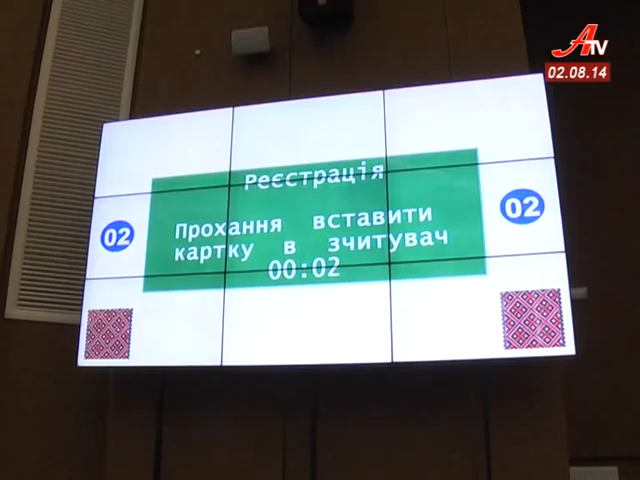 ATV
02.08.14
Реєстрація
02
02
Прохання вставити
картку в зчитувач
00:02